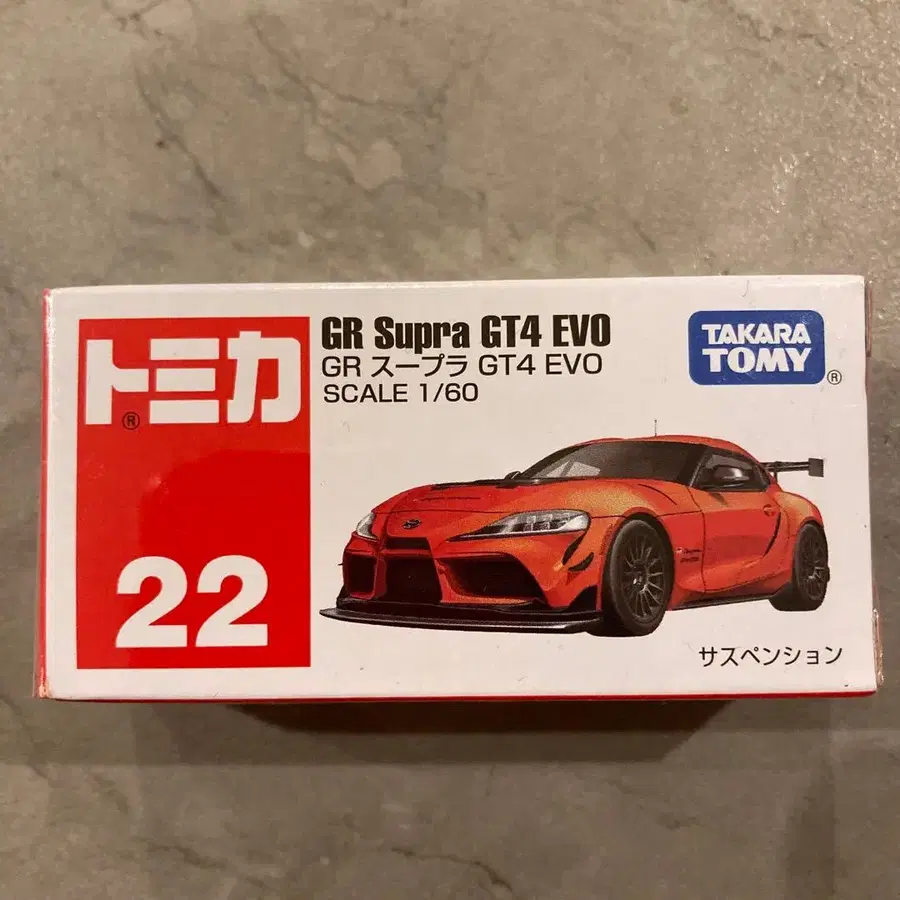 トミカ
®
22
GR Supra GT4 EVO
GR スープラ GT4 EVO
SCALE 1/60
TAKARA
TOMY
®
サスペンション